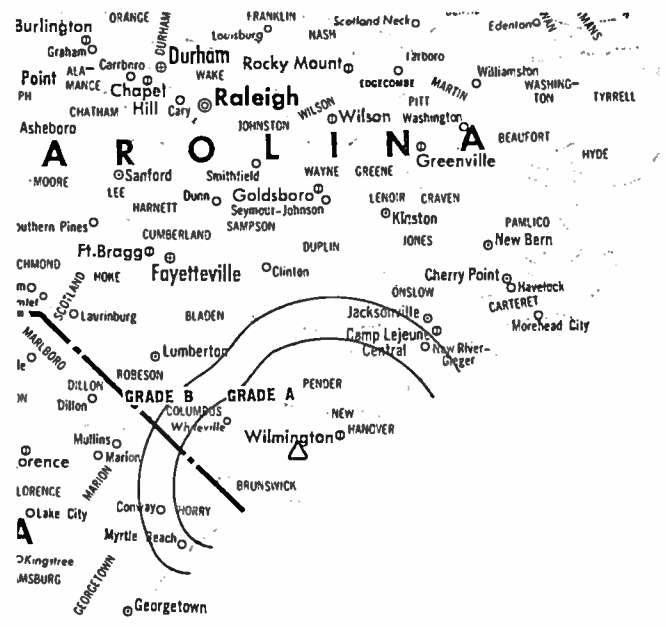 ORANGE
FRANKLIN
Scotland Neck
Burlington
DURHAM
Louisburg
NASH
Edenton
Graham
Durham
Tarboro
ALA-
MANCE
Carrboro
WAKE
Rocky Mount
Williamston
Point
Chapel
Hill
EDGECOMBE
MARTIN
WASHING-
TON
TYRRELL
PH
Cary
Raleigh
WILSON
PITT
CHATHAM
Wilson
Washington
Asheboro
JOHNSTON
BEAUFORT
A R O L I N A
Greenville
HYDE
Smithfield
WAYNE
GREENE
MOORE
Sanford
LEE
Dunn
Goldsboro
LENOIR
CRAVEN
HARNETT
Seymour-Johnson
Kinston
PAMLICO
outhern Pines
CUMBERLAND
SAMPSON
JONES
New Bern
Ft.Bragg
DUPLIN
CHMOND
HOKE
Fayetteville
Clinton
Cherry Point
Havelock
SCOTLAND
ONSLOW
CARTERET
Laurinburg
BLADEN
Jacksonville
Morehead City
MARLBORO
Camp Lejeune
Central
New River-
Gieger
Lumberton
ROBESON
DILLON
GRADE B
GRADE A
PENDER
Dillon
COLUMBUS
NEW
HANOVER
Whiteville
Mullins
Wilmington
orence
Marion
MARION
BRUNSWICK
LORENCE
Lake City
Conway
HORRY
A
Myrtle Beach
Kingstree
MSBURG
GEORGETOWN
Georgetown